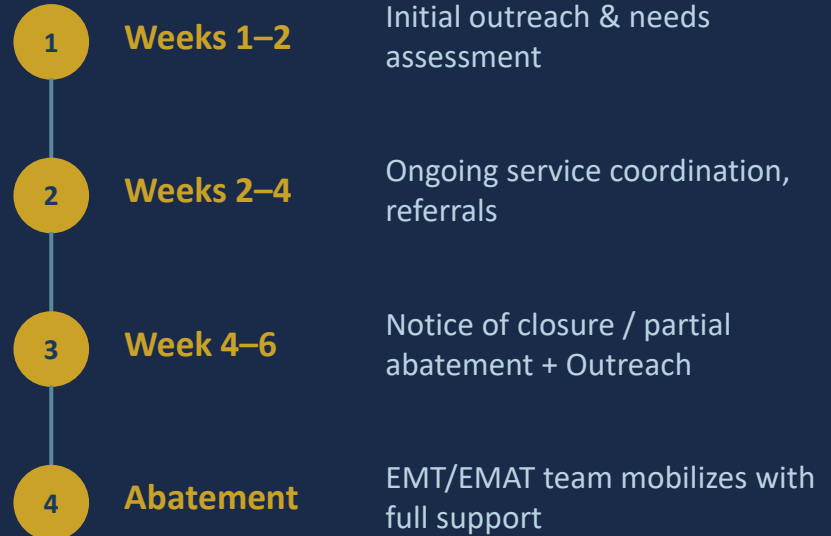 1
Weeks 1–2
Initial outreach & needs
assessment
2
Weeks 2–4
Ongoing service coordination,
referrals
3
Week 4–6
Notice of closure / partial
abatement + Outreach
4
Abatement
EMT/EMAT team mobilizes with
full support